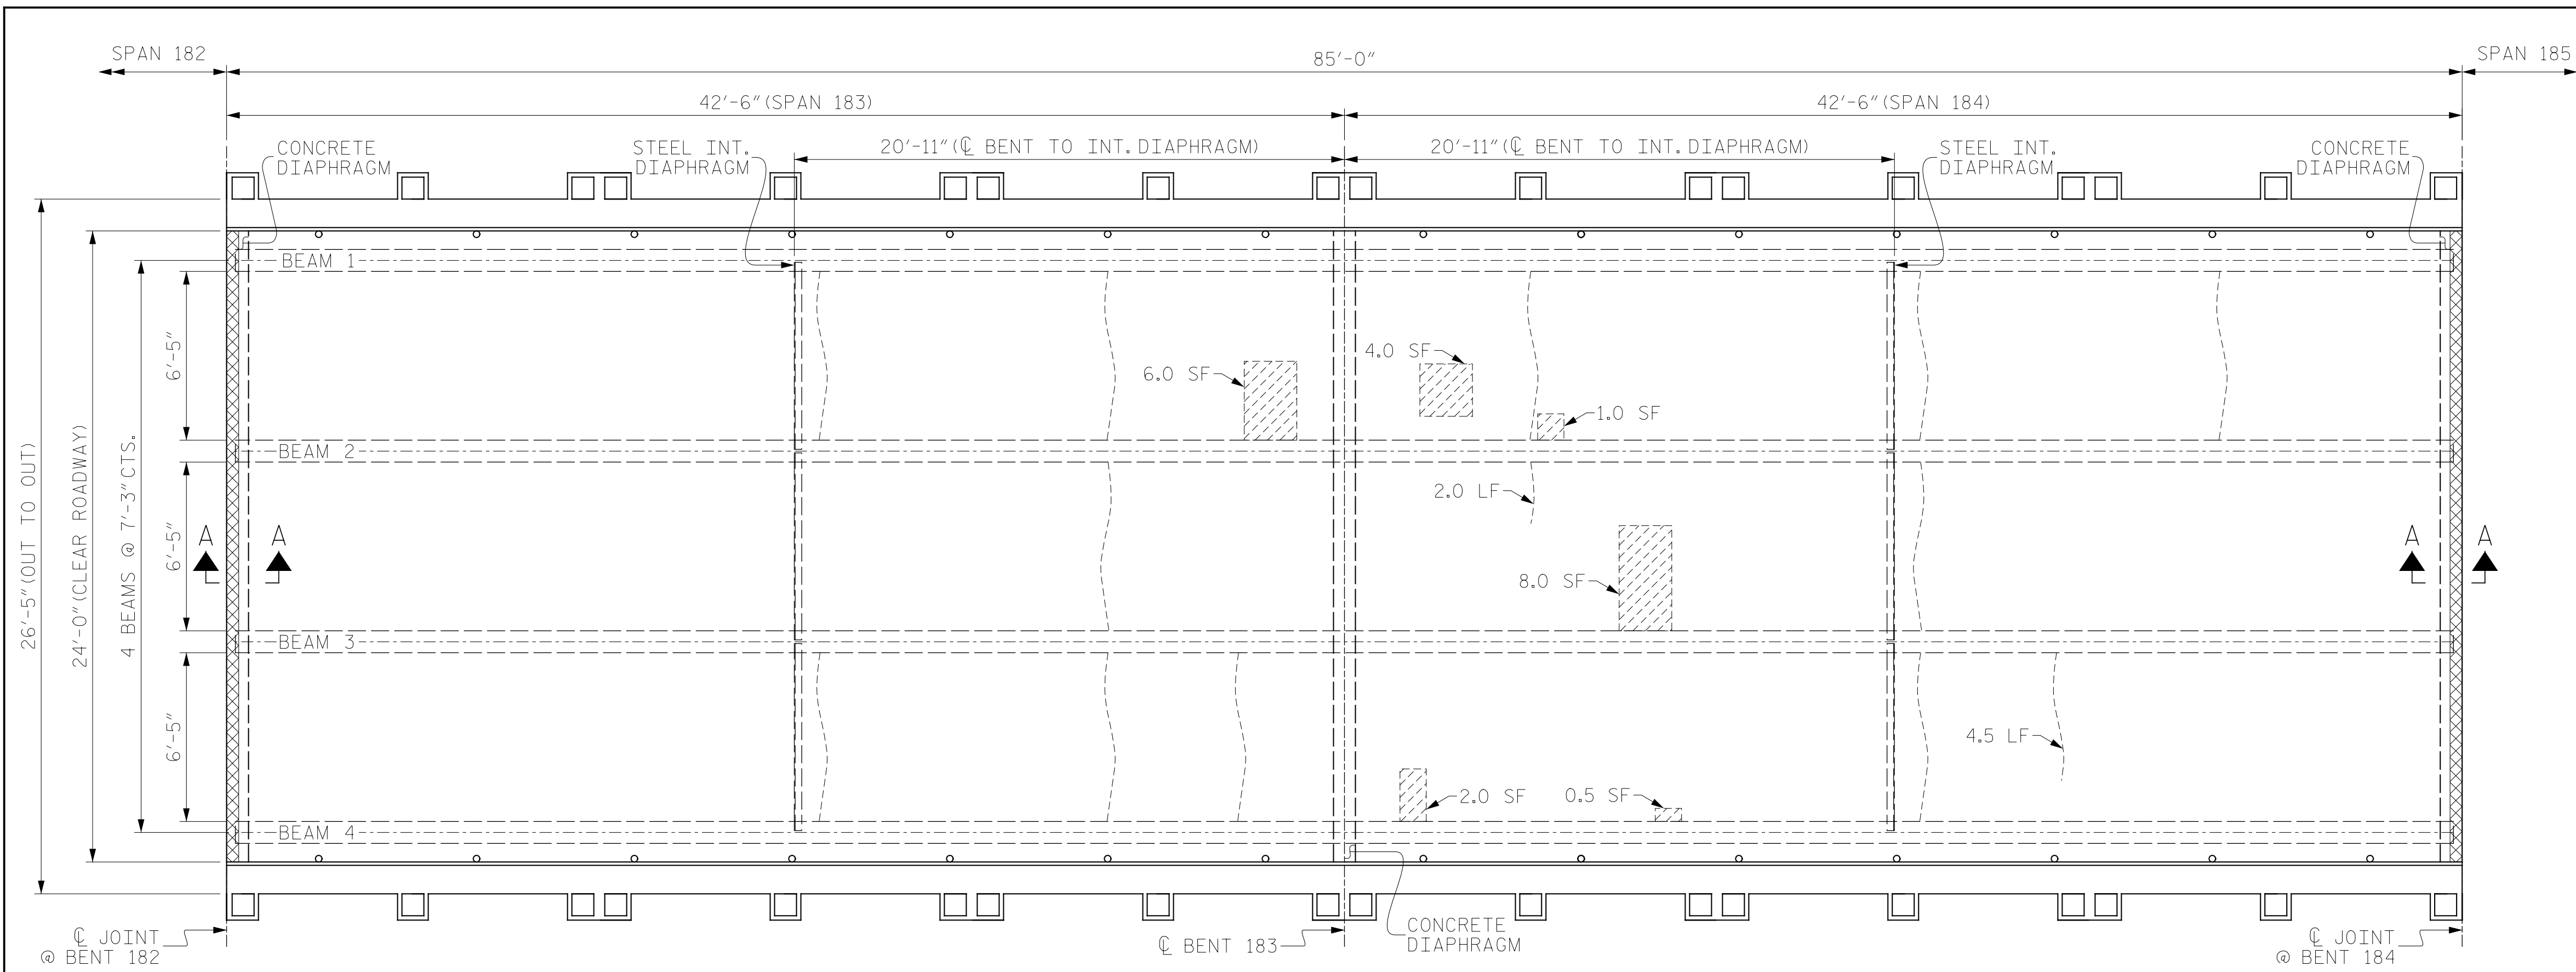 SPAN 182
85'-0"
SPAN 185
42'-6" (SPAN 183)
42'-6" (SPAN 184)
CONCRETE
DIAPHRAGM
STEEL INT.
DIAPHRAGM
20'-11" (℄ BENT TO INT. DIAPHRAGM)
20'-11" (℄ BENT TO INT. DIAPHRAGM)
STEEL INT.
DIAPHRAGM
CONCRETE
DIAPHRAGM
26'-5" (OUT TO OUT)
24'-0" (CLEAR ROADWAY)
4 BEAMS @ 7'-3" CTS.
6'-5"
6'-5"
6'-5"
BEAM 1
BEAM 2
BEAM 3
BEAM 4
6.0 SF
4.0 SF
1.0 SF
2.0 LF
8.0 SF
4.5 LF
2.0 SF
0.5 SF
A
A
A
A
℄ JOINT
@ BENT 182
℄ BENT 183
CONCRETE
DIAPHRAGM
℄ JOINT
@ BENT 184